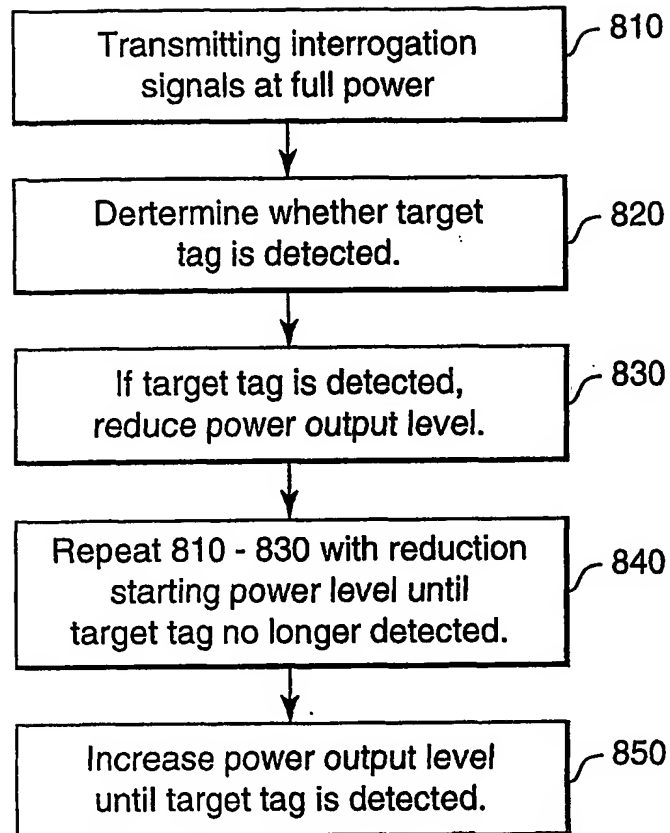 Transmitting interrogation
signals at full power
810
Dertermine whether target
tag is detected.
820
If target tag is detected,
reduce power output level.
830
Repeat 810 - 830 with reduction
starting power level until
target tag no longer detected.
840
Increase power output level
until target tag is detected.
850